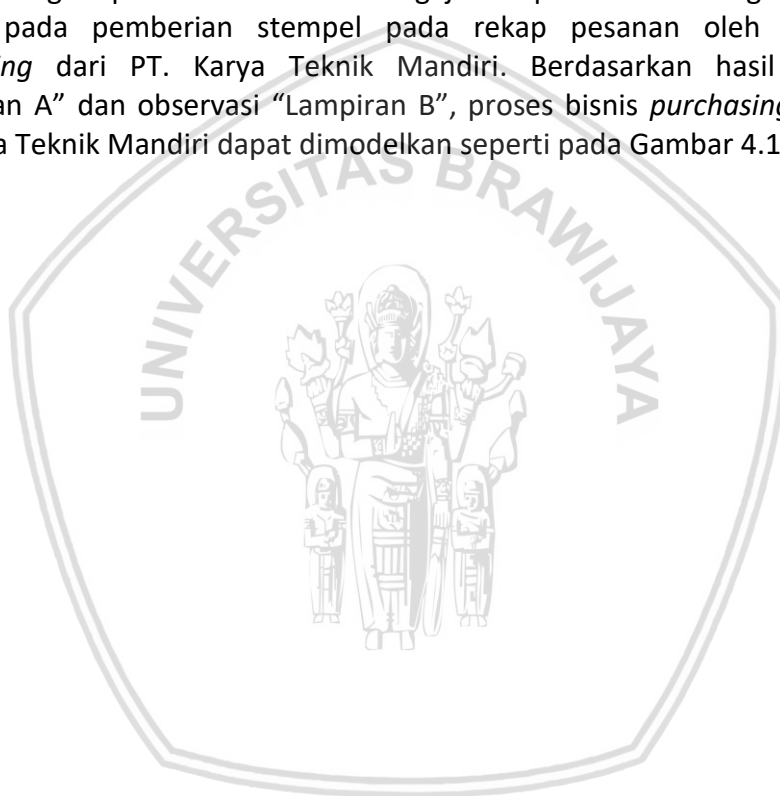 pada pemberian stempel pada rekap pesanan oleh
ing dari PT. Karya Teknik Mandiri. Berdasarkan hasil
an A” dan observasi “Lampiran B”, proses bisnis purchasing
a Teknik Mandiri dapat dimodelkan seperti pada Gambar 4.1
UNIVERSITAS BRAWIJAYA